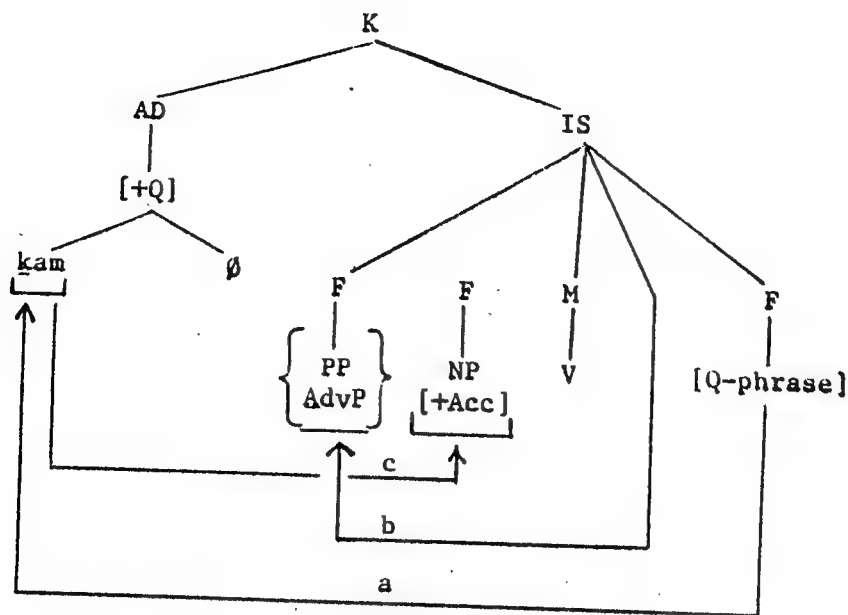 K
AD
IS
[+Q]
kam
Ø
F
F
M
F
PP
NP
V
[Q-phrase]
AdvP
[+Acc]
c
b
a